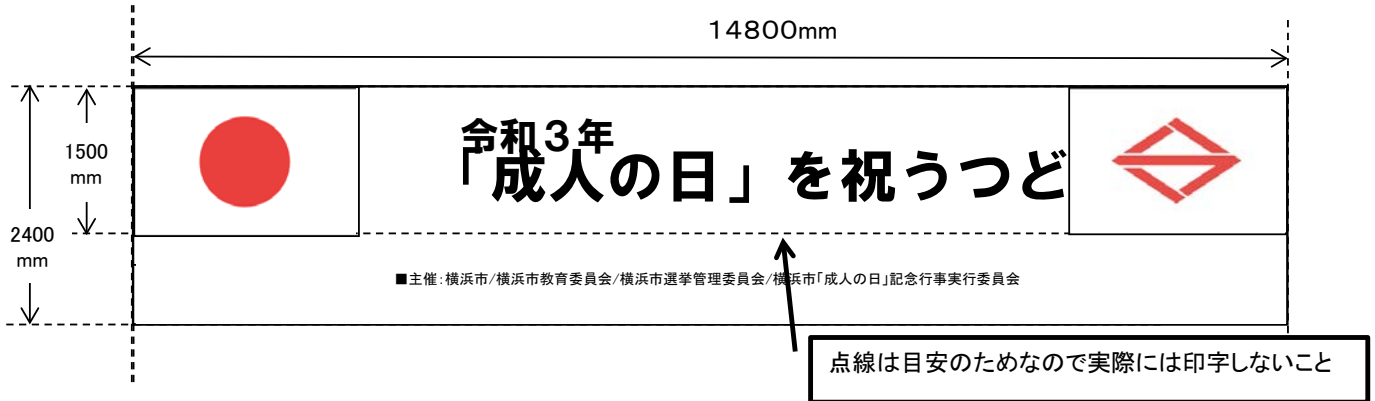 14800mm
1500
mm
2400
mm
令和3年
「成人の日」を祝うつど
■主催:横浜市/横浜市教育委員会/横浜市選挙管理委員会/横浜市「成人の日」記念行事実行委員会
点線は目安のためなので実際には印字しないこと